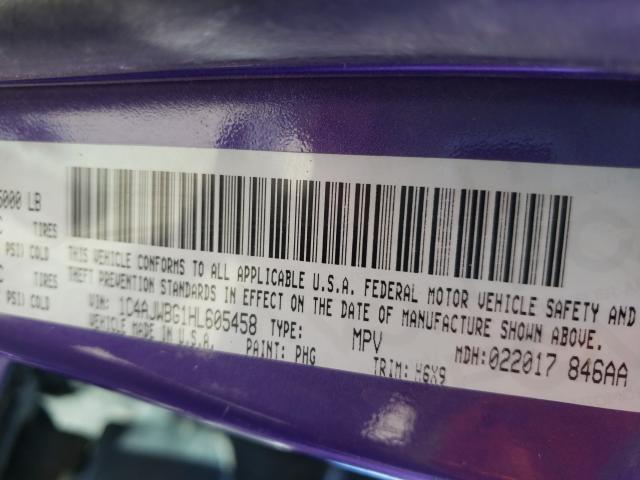 5000 LB
C TIRES
PSI COLD
C TIRES
PSI COLD
THIS VEHICLE CONFORMS TO ALL APPLICABLE U.S.A. FEDERAL MOTOR VEHICLE SAFETY AND
THEFT PREVENTION STANDARDS IN EFFECT ON THE DATE OF MANUFACTURE SHOWN ABOVE.
VIN: 1C4AJWBG1HL605458 TYPE: MPV MDH:022017 846AA
VEHICLE MADE IN U.S.A. PAINT: PHG TRIM: H6X9